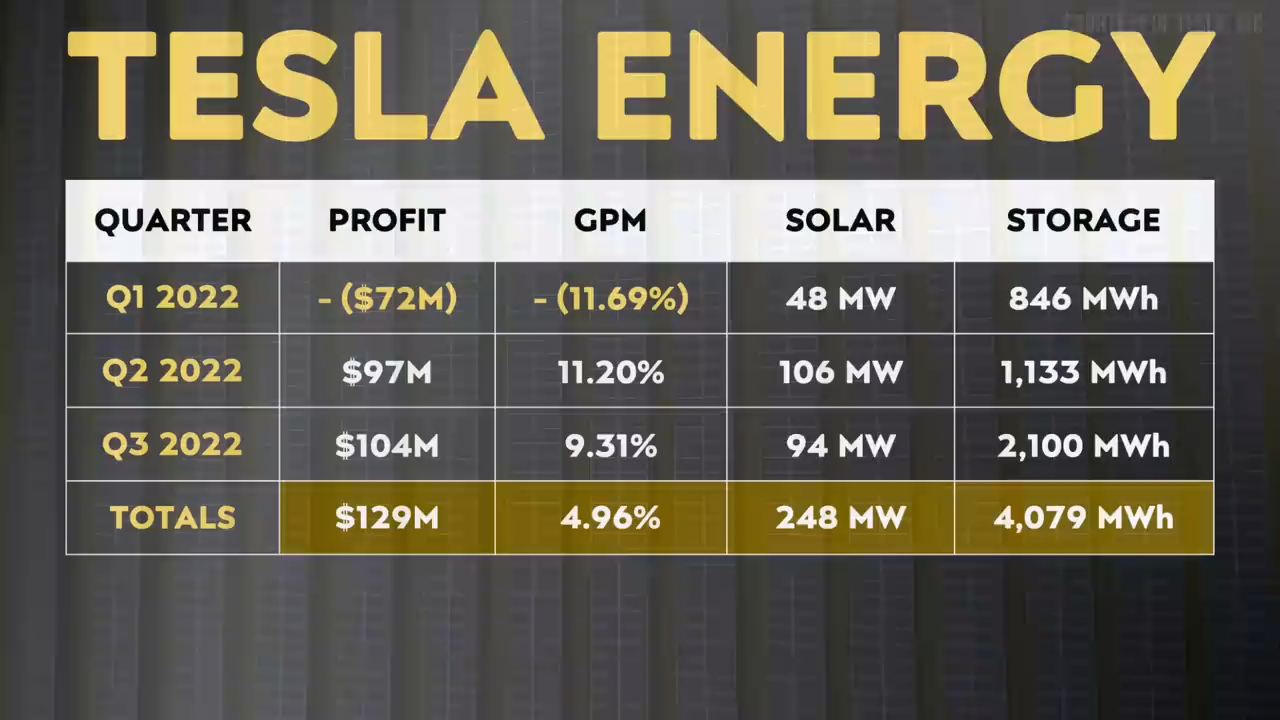 TESLA ENERGY
QUARTER PROFIT GPM SOLAR STORAGE
Q1 2022 - ($72M) - (11.69%) 48 MW 846 MWh
Q2 2022 $97M 11.20% 106 MW 1,133 MWh
Q3 2022 $104M 9.31% 94 MW 2,100 MWh
TOTALS $129M 4.96% 248 MW 4,079 MWh